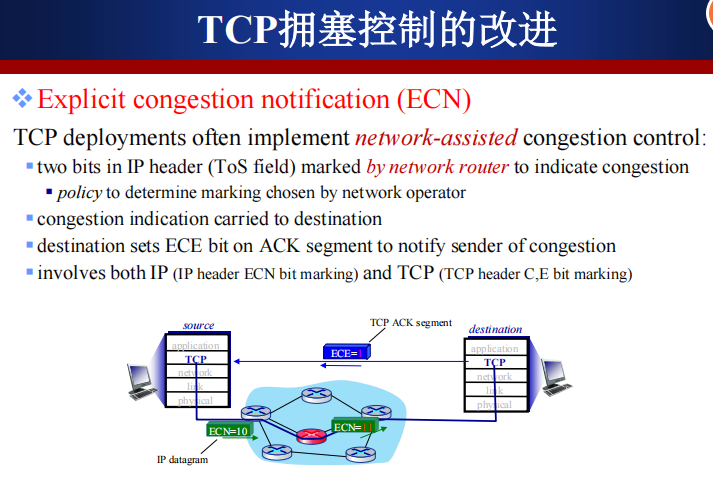 TCP拥塞控制的改进
❖ Explicit congestion notification (ECN)
TCP deployments often implement network-assisted congestion control:
▪ two bits in IP header (ToS field) marked by network router to indicate congestion
▪ policy to determine marking chosen by network operator
▪ congestion indication carried to destination
▪ destination sets ECE bit on ACK segment to notify sender of congestion
▪ involves both IP (IP header ECN bit marking) and TCP (TCP header C,E bit marking)
source
application
TCP
network
link
physical
TCP ACK segment
ECE=1
destination
application
TCP
network
link
physical
ECN=10
ECN=11
IP datagram